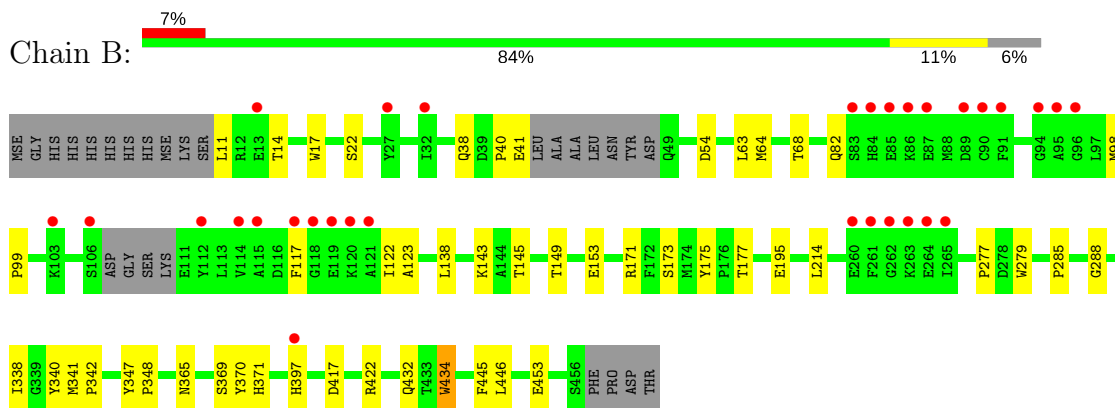 7%
Chain B:
84% 11% 6%
MSE GLY HIS HIS HIS HIS HIS HIS MSE LYS SER L11 R12 E13 T14 W17 S22 Y27 I32 Q38 D39 P40 E41 LEU ALA ALA LEU ASN TYR ASP Q49 D54 L63 M64 T68 Q82 S83 H84 E85 K86 E87 M88 D89 C90 F91 G94 A95 G96 L97 M98
P99 K103 S106 ASP GLY SER LYS E111 Y112 L113 V114 A115 D116 F117 G118 E119 K120 A121 I122 A123 L138 K143 A144 T145 T149 E153 R171 F172 S173 M174 Y175 P176 T177 E195 L214 E260 F261 G262 K263 E264 I265 P277 D278 W279 P285 G288
I338 G339 Y340 M341 P342 Y347 P348 N365 S369 Y370 H371 H397 D417 R422 Q432 T433 W434 F445 L446 E453 S456 PHE PRO ASP THR